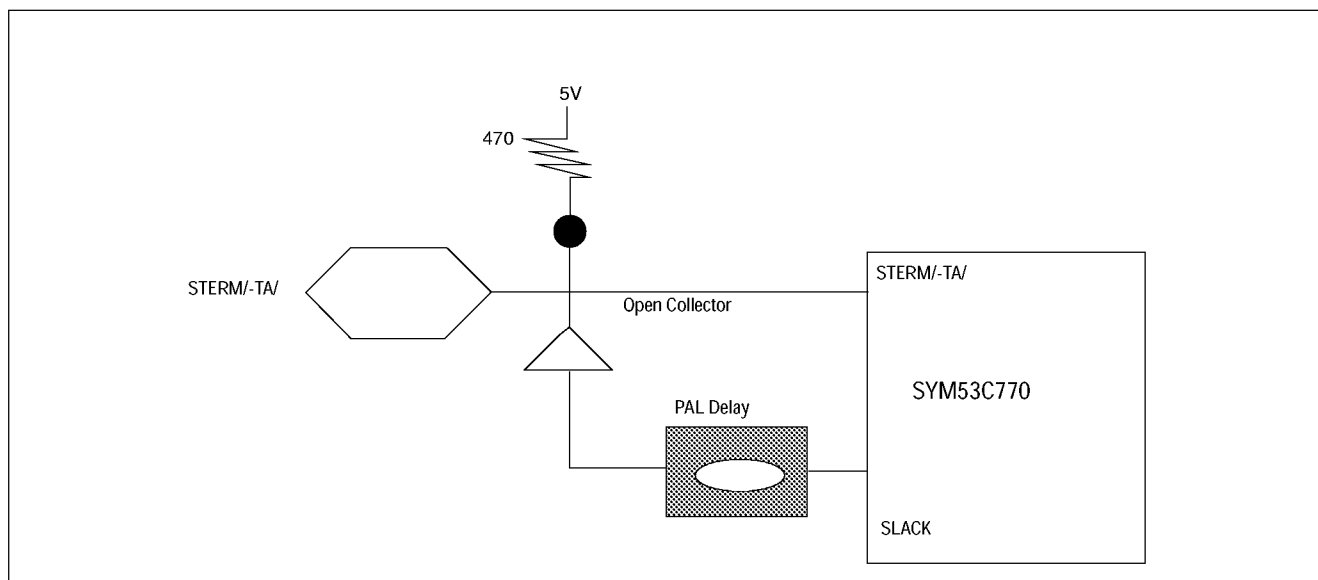 5V
470
STERM/-TA/
STERM/-TA/
Open Collector
SYM53C770
PAL Delay
SLACK